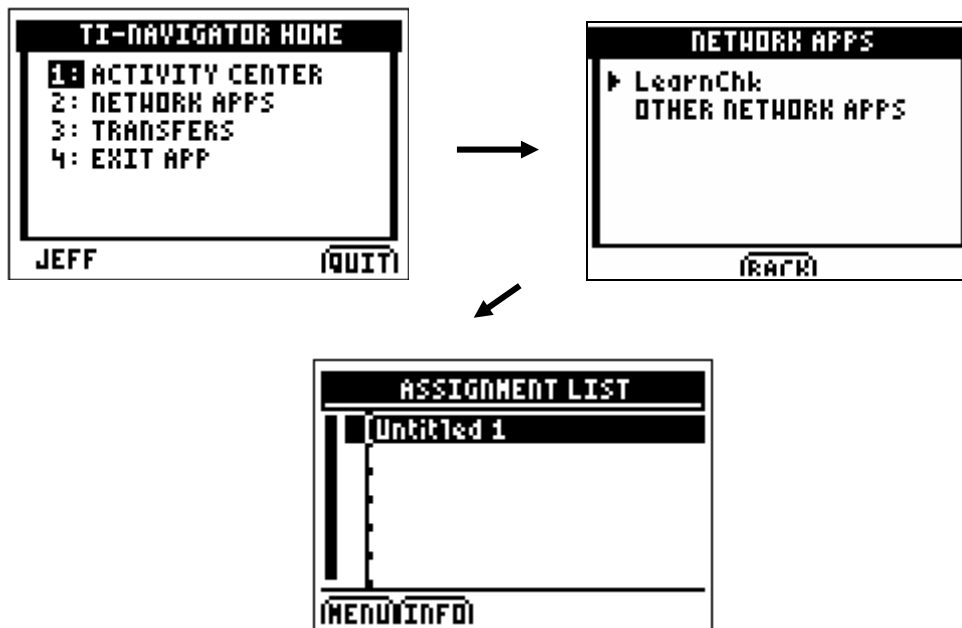 TI-NAVIGATOR HOME
1: ACTIVITY CENTER
2: NETWORK APPS
3: TRANSFERS
4: EXIT APP
JEFF
QUIT
NETWORK APPS
LearnChk
OTHER NETWORK APPS
BACK
ASSIGNMENT LIST
Untitled 1
MENU INFO